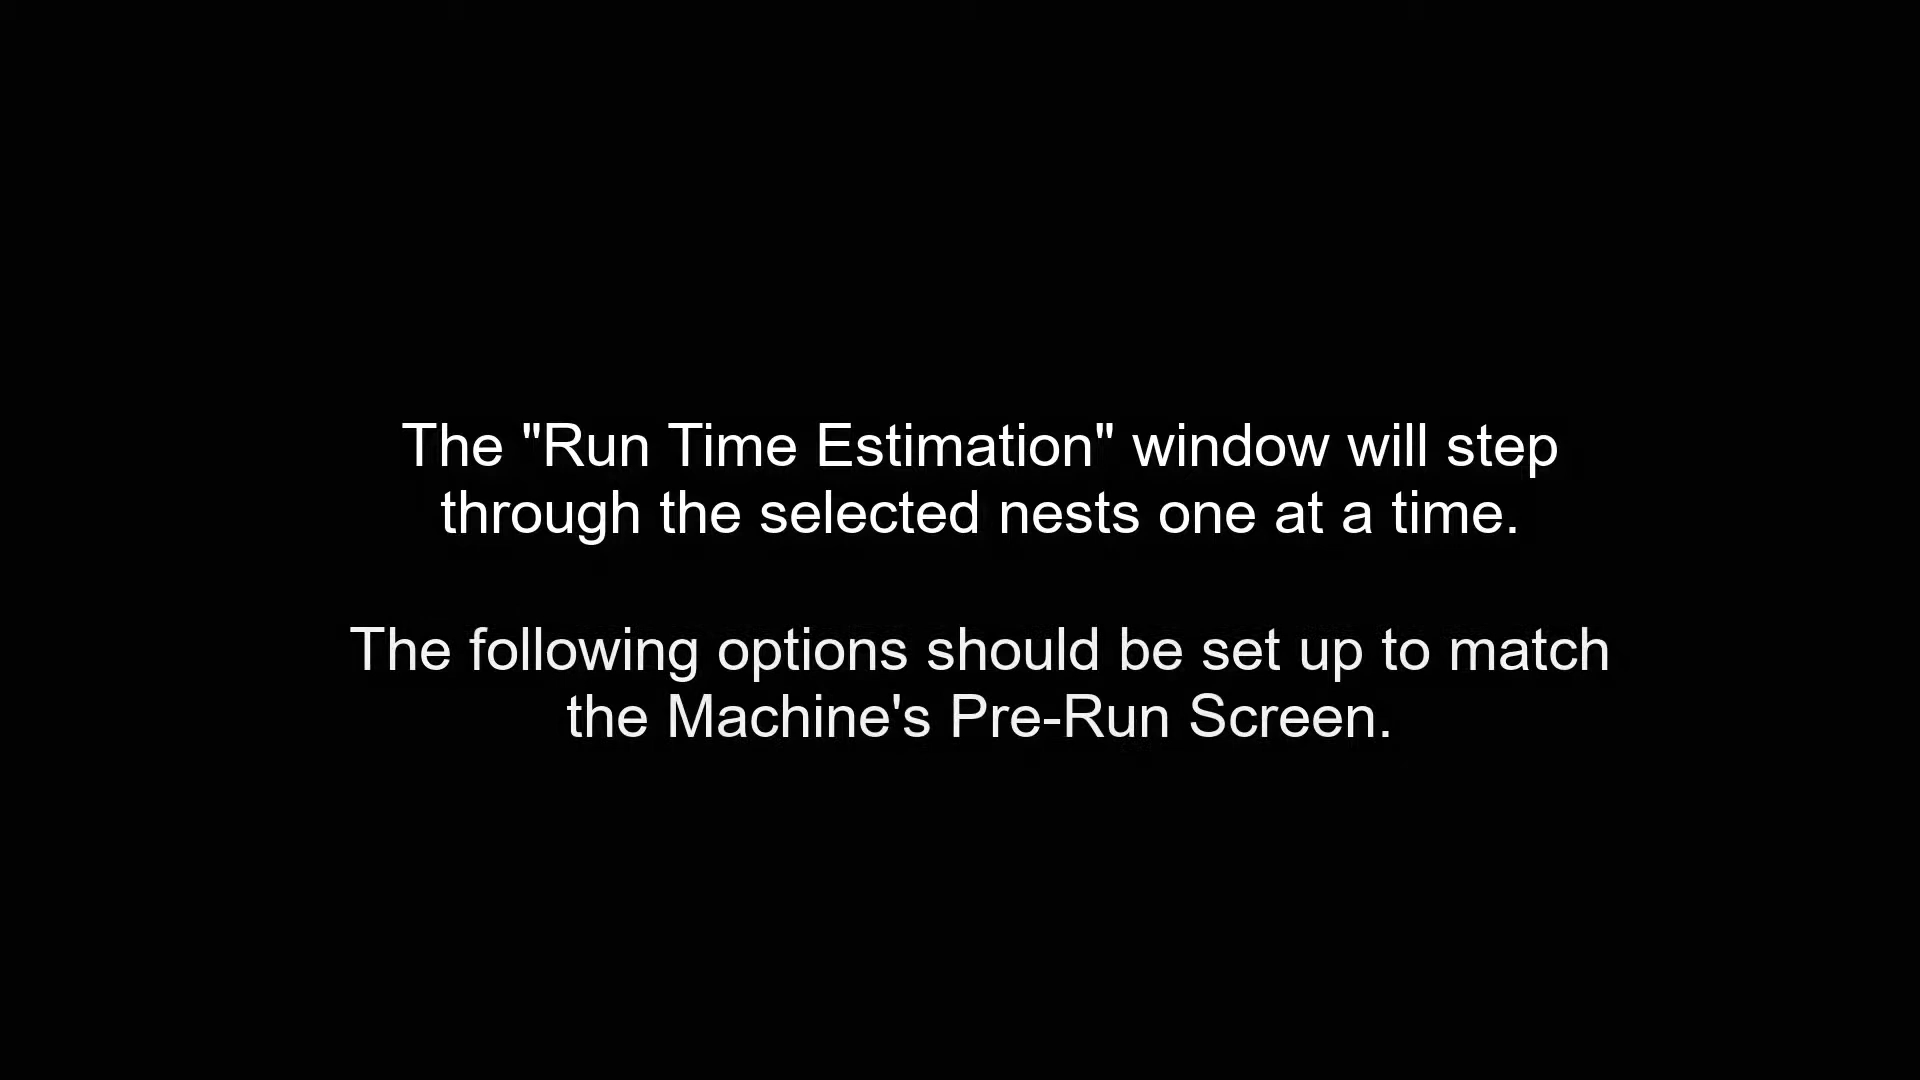 The "Run Time Estimation" window will step
through the selected nests one at a time.
The following options should be set up to match
the Machine's Pre-Run Screen.